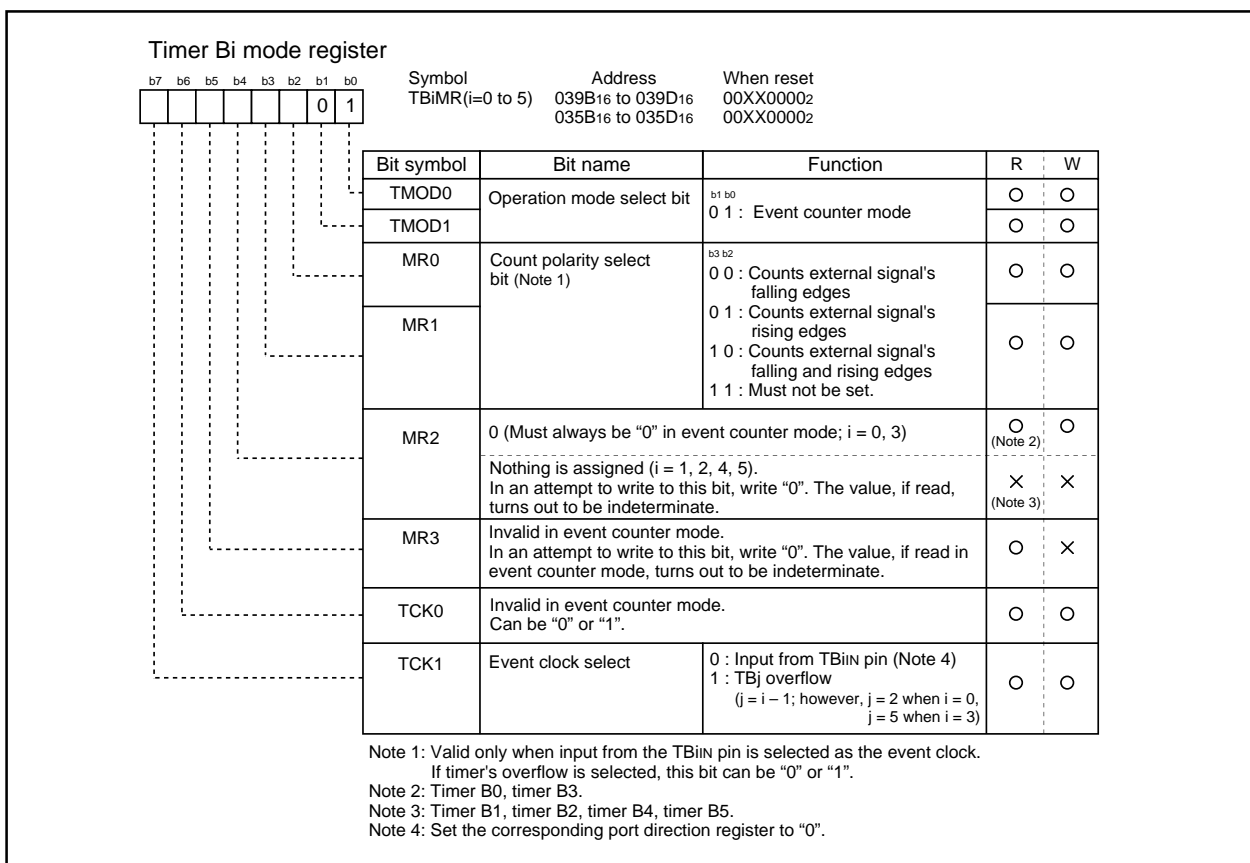 Timer Bi mode register
b7 b6 b5 b4 b3 b2 b1 b0
0 1
Symbol Address When reset
TBiMR(i=0 to 5) 039B16 to 039D16 00XX00002
035B16 to 035D16 00XX00002
Bit symbol Bit name Function R W
TMOD0 Operation mode select bit b1 b0
0 1 : Event counter mode
TMOD1
MR0 Count polarity select
bit (Note 1)
b3 b2
0 0 : Counts external signal's
falling edges
0 1 : Counts external signal's
rising edges
MR1
1 0 : Counts external signal's
falling and rising edges
1 1 : Must not be set.
MR2 0 (Must always be “0” in event counter mode; i = 0, 3)
(Note 2)
Nothing is assigned (i = 1, 2, 4, 5).
In an attempt to write to this bit, write “0”. The value, if read,
turns out to be indeterminate.
(Note 3)
MR3 Invalid in event counter mode.
In an attempt to write to this bit, write “0”. The value, if read in
event counter mode, turns out to be indeterminate.
TCK0 Invalid in event counter mode.
Can be “0” or “1”.
TCK1 Event clock select 0 : Input from TBiIN pin (Note 4)
1 : TBj overflow
(j = i – 1; however, j = 2 when i = 0,
j = 5 when i = 3)
Note 1: Valid only when input from the TBiIN pin is selected as the event clock.
If timer's overflow is selected, this bit can be “0” or “1”.
Note 2: Timer B0, timer B3.
Note 3: Timer B1, timer B2, timer B4, timer B5.
Note 4: Set the corresponding port direction register to “0”.